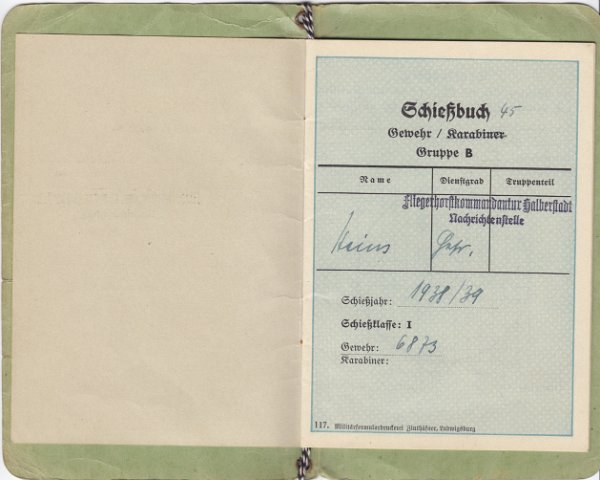 Schießbuch 45
Gewehr / Karabiner
Gruppe B
Name Dienstgrad Truppenteil
Fliegerhorstkommandantur Halberstadt
Nachrichtenstelle
Heins Gefr.
Schießjahr: 1938/39
Schießklasse: I
Gewehr: 6873
Karabiner:
117. Militärformulardruckerei Ludwigsburg